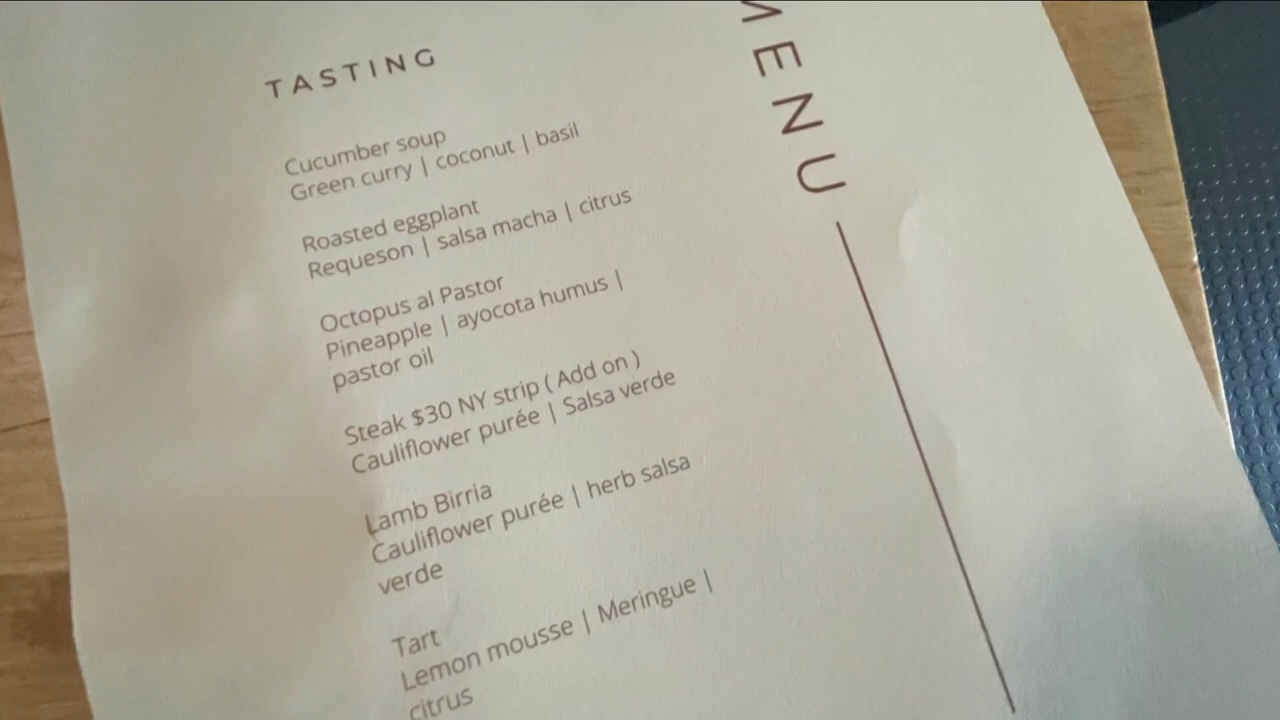 TASTING
Cucumber soup
Green curry | coconut | basil
Roasted eggplant
Requeson | salsa macha | citrus
Octopus al Pastor
Pineapple | ayocota humus |
pastor oil
Steak $30 NY strip ( Add on )
Cauliflower purée | Salsa verde
Lamb Birria
Cauliflower purée | herb salsa
verde
Tart
Lemon mousse | Meringue |
citrus
MENU